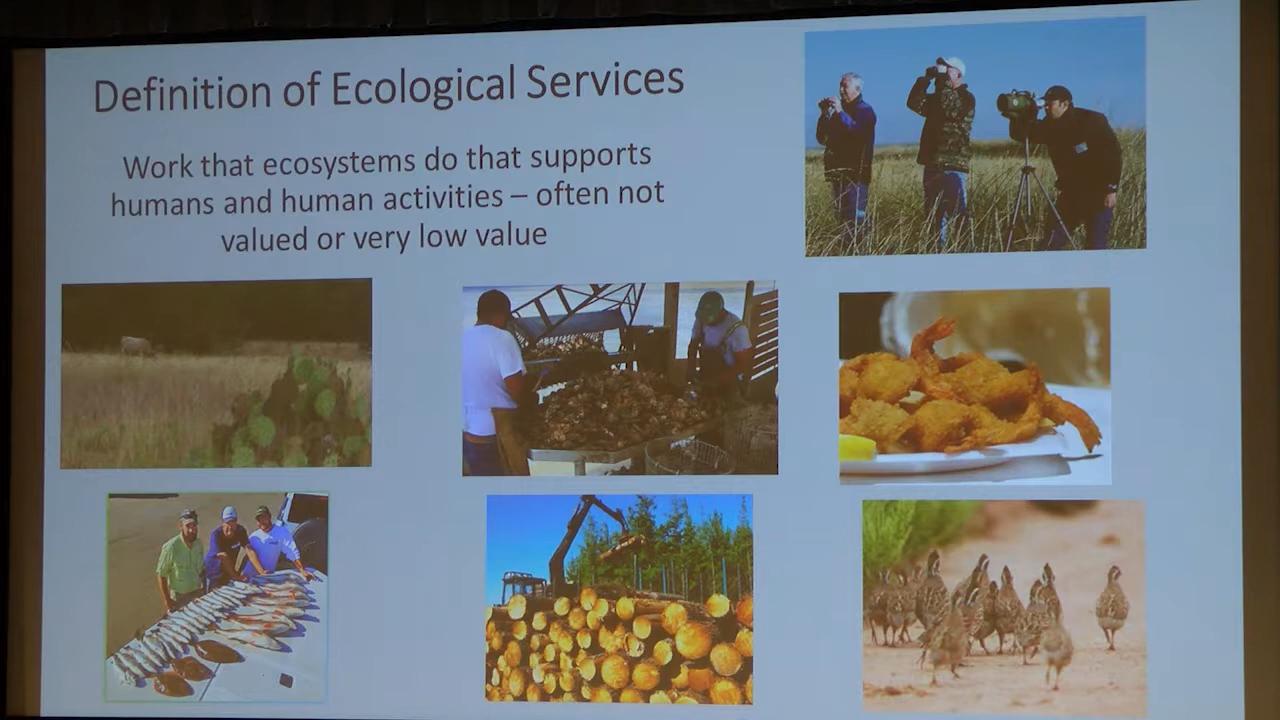 Definition of Ecological Services
Work that ecosystems do that supports
humans and human activities – often not
valued or very low value